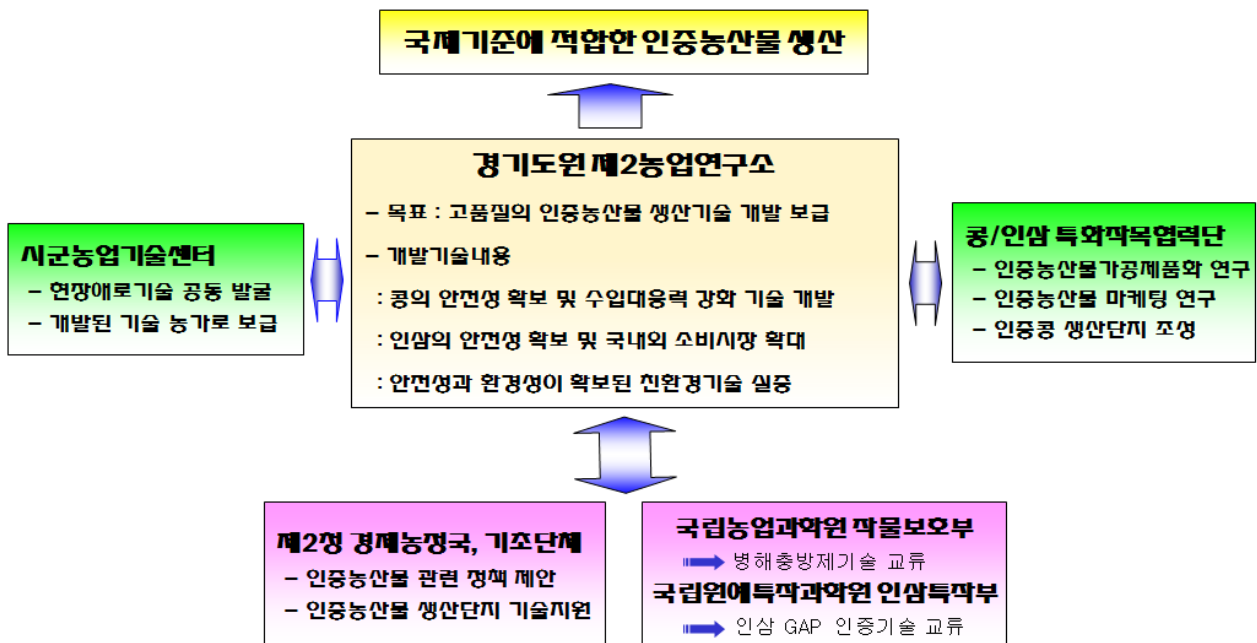 국제기준에 적합한 인증농산물 생산
경기도원 제2농업연구소
– 목표 : 고품질의 인증농산물 생산기술 개발 보급
– 개발기술내용
: 콩의 안전성 확보 및 수입대응력 강화 기술 개발
: 인삼의 안전성 확보 및 국내외 소비시장 확대
: 안전성과 환경성이 확보된 친환경기술 실증
시군농업기술센터
– 현장애로기술 공동 발굴
– 개발된 기술 농가로 보급
콩/인삼 특화작목협력단
– 인증농산물가공제품화 연구
– 인증농산물 마케팅 연구
– 인증콩 생산단지 조성
제2청 경제농정국, 기초단체
– 인증농산물 관련 정책 제안
– 인증농산물 생산단지 기술지원
국립농업과학원 작물보호부
병해충방제기술 교류
국립원예특작과학원 인삼특작부
인삼 GAP 인증기술 교류